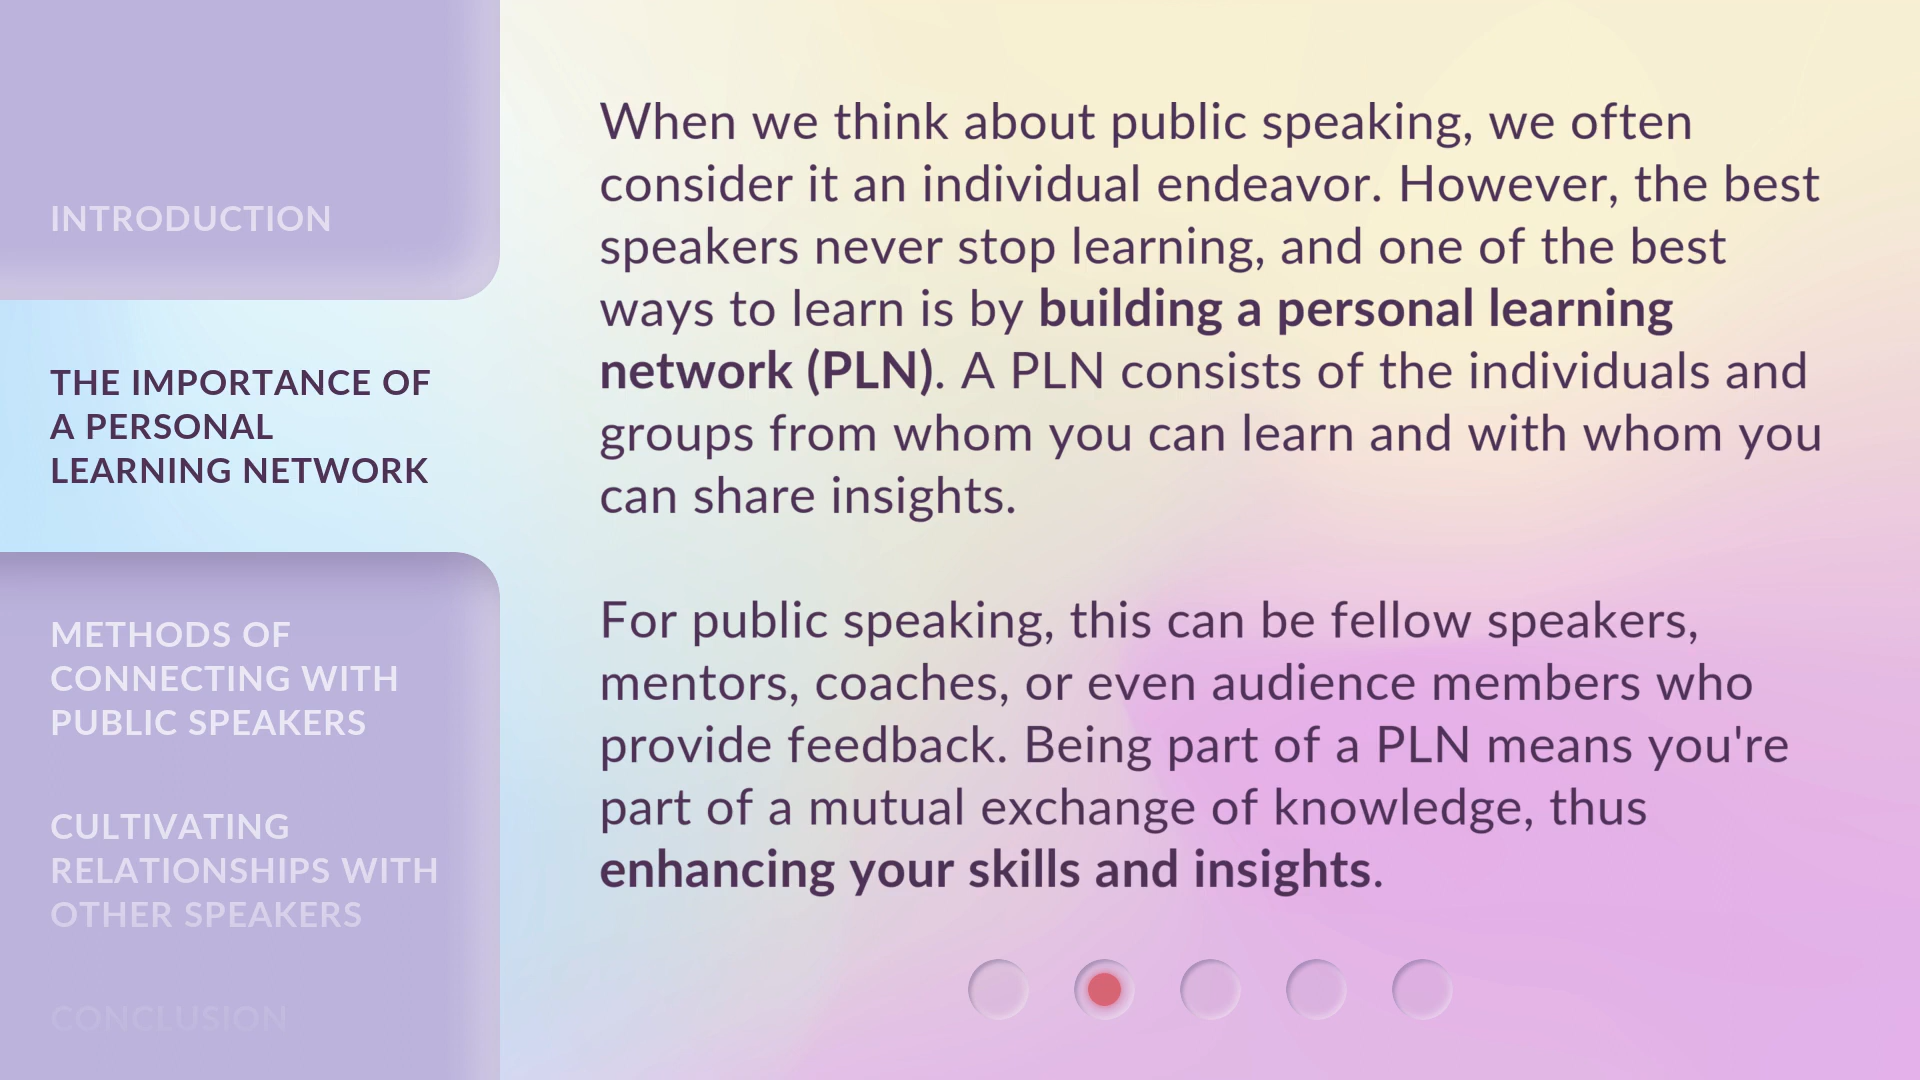 INTRODUCTION
THE IMPORTANCE OF
A PERSONAL
LEARNING NETWORK
METHODS OF
CONNECTING WITH
PUBLIC SPEAKERS
CULTIVATING
RELATIONSHIPS WITH
OTHER SPEAKERS
CONCLUSION
When we think about public speaking, we often
consider it an individual endeavor. However, the best
speakers never stop learning, and one of the best
ways to learn is by building a personal learning
network (PLN). A PLN consists of the individuals and
groups from whom you can learn and with whom you
can share insights.
For public speaking, this can be fellow speakers,
mentors, coaches, or even audience members who
provide feedback. Being part of a PLN means you're
part of a mutual exchange of knowledge, thus
enhancing your skills and insights.